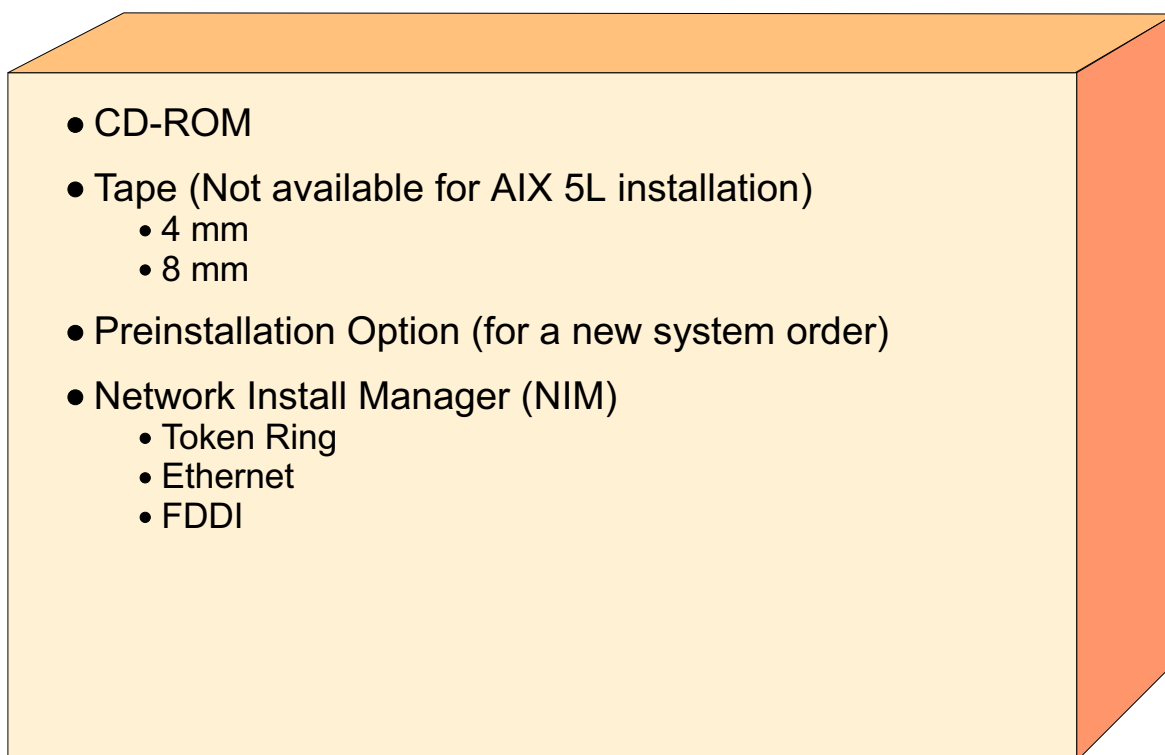 • CD-ROM
• Tape (Not available for AIX 5L installation)
• 4 mm
• 8 mm
• Preinstallation Option (for a new system order)
• Network Install Manager (NIM)
• Token Ring
• Ethernet
• FDDI